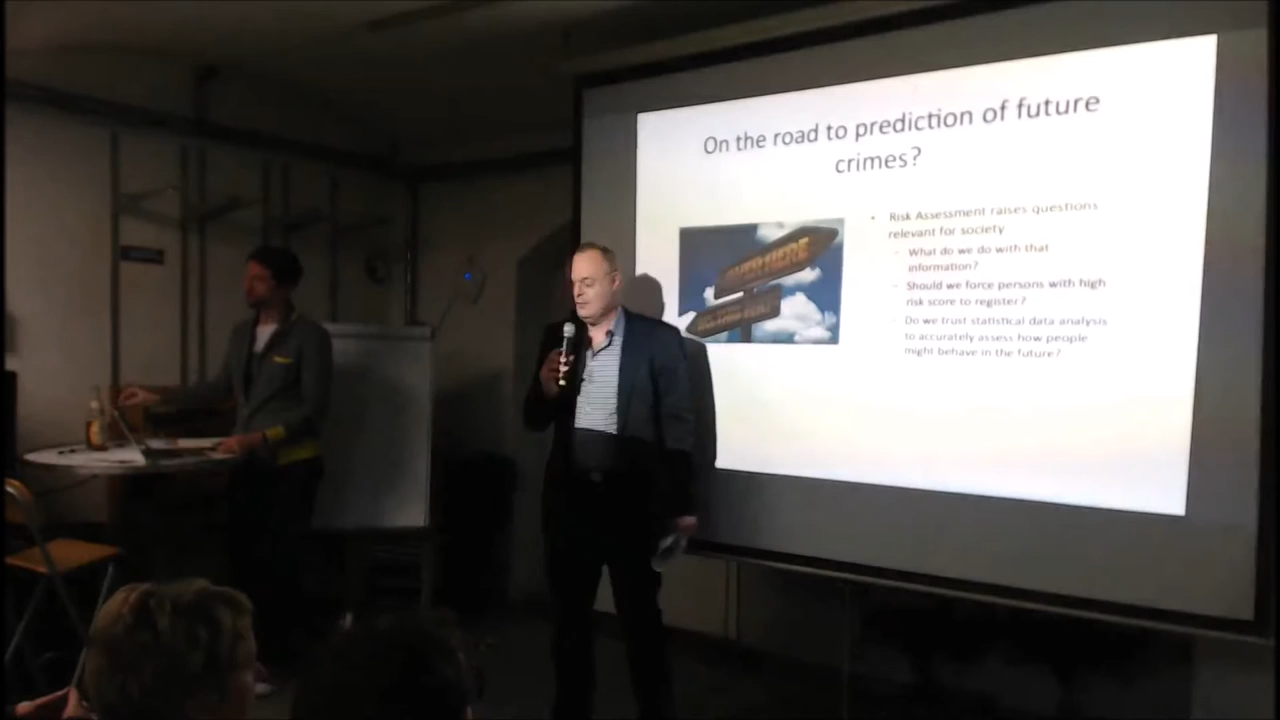 On the road to prediction of future
crimes?
OVER HERE
• Risk Assessment raises questions
relevant for society
– What do we do with that
information?
– Should we force persons with high
risk score to register?
– Do we trust statistical data analysis
to accurately assess how people
might behave in the future?